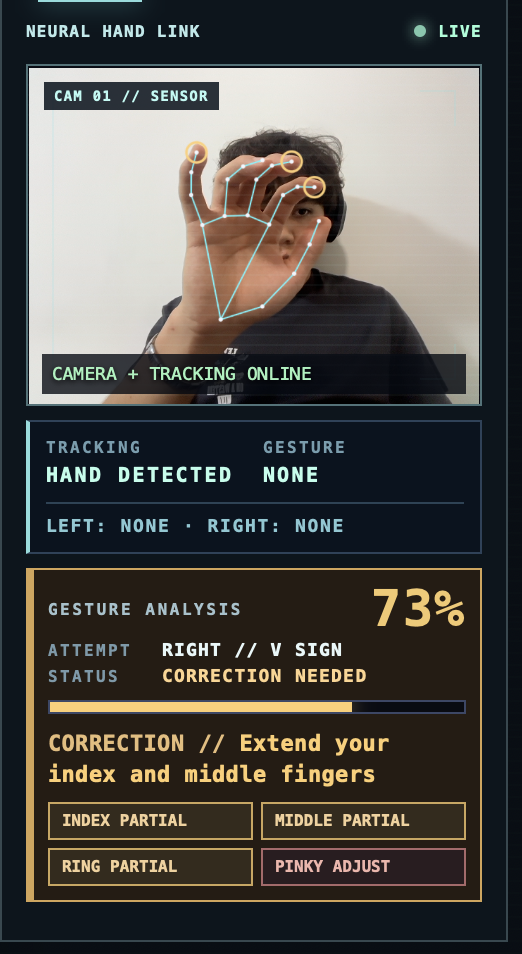 NEURAL HAND LINK
LIVE
CAM 01 // SENSOR
CAMERA + TRACKING ONLINE
TRACKING
GESTURE
HAND DETECTED
NONE
LEFT: NONE · RIGHT: NONE
GESTURE ANALYSIS
73%
ATTEMPT
RIGHT // V SIGN
STATUS
CORRECTION NEEDED
CORRECTION // Extend your
index and middle fingers
INDEX PARTIAL
MIDDLE PARTIAL
RING PARTIAL
PINKY ADJUST